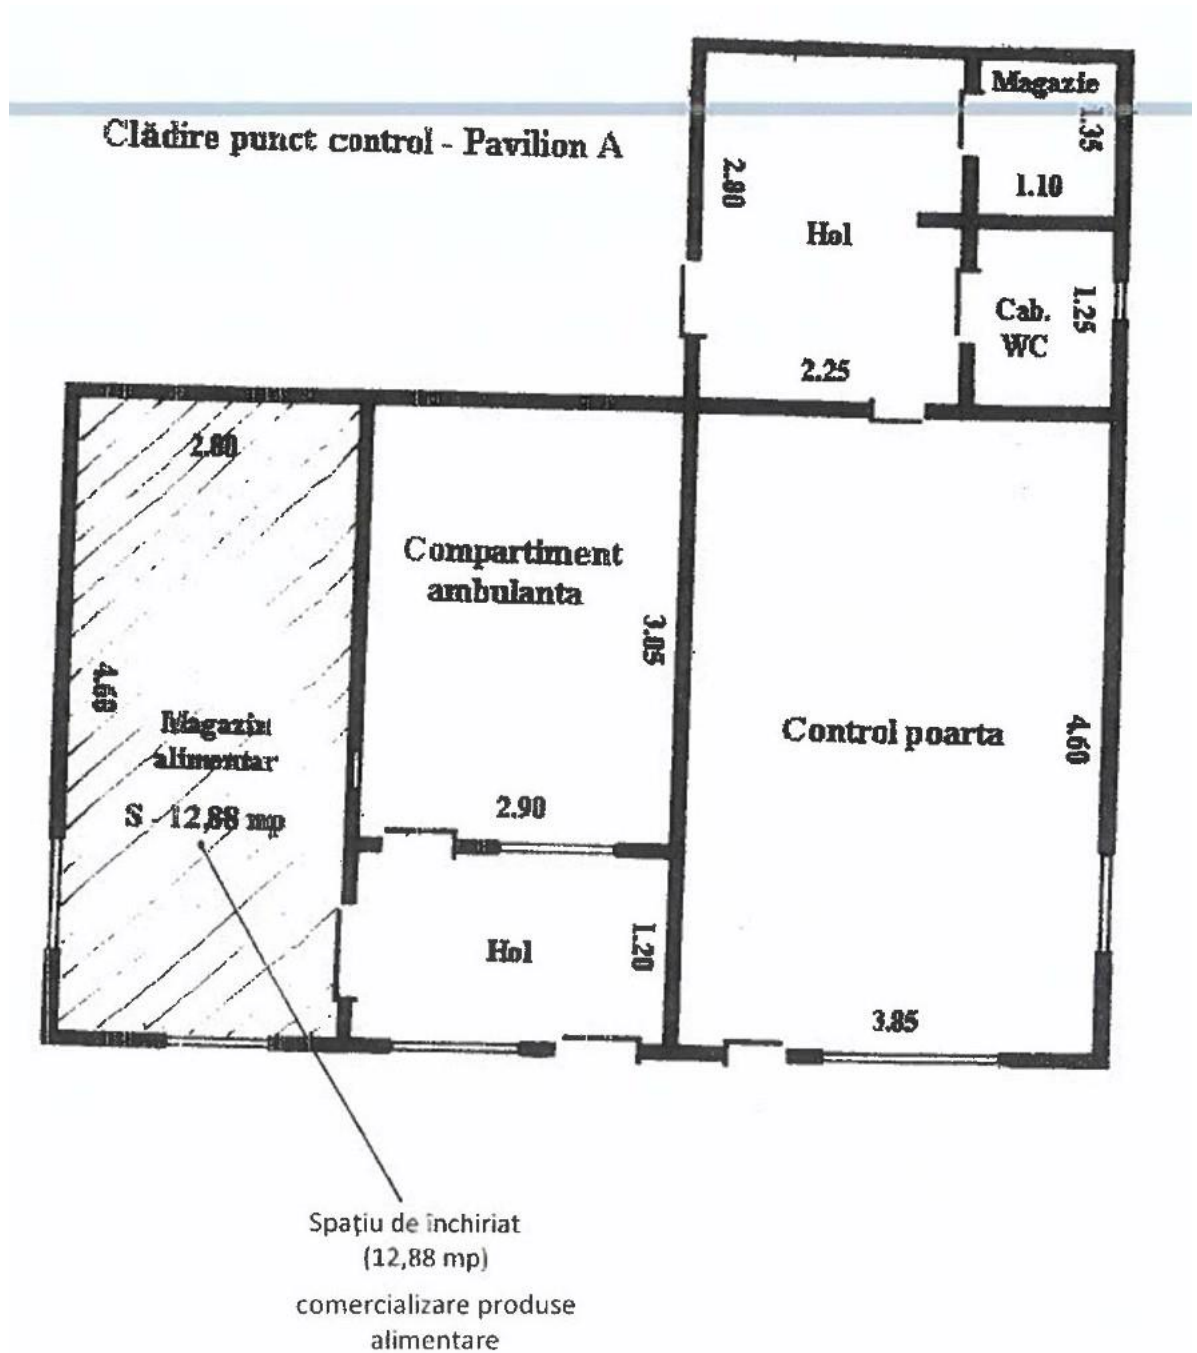 Clădire punct control - Pavilion A
Magazie
1.35
1.10
2.80
Hol
Cab.
WC
1.25
2.25
2.80
Compartiment
ambulanta
3.05
4.60
Magazin
alimentar
S - 12,88 mp
2.90
Control poarta
4.60
Hol
1.20
3.85
Spațiu de închiriat
(12,88 mp)
comercializare produse
alimentare